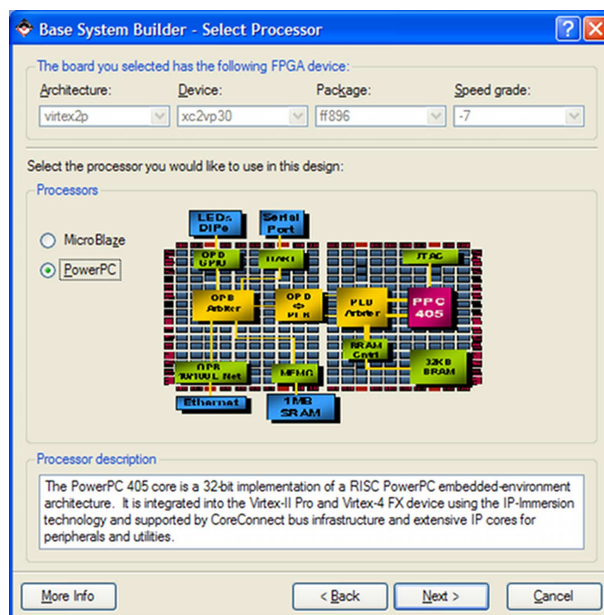 Base System Builder - Select Processor
The board you selected has the following FPGA device:
Architecture: Device: Package: Speed grade:
virtex2p xc2vp30 ff896 -7
Select the processor you would like to use in this design:
Processors
MicroBlaze
PowerPC
LEDs Serial
Port
OPB PLB PPC
Arbiter Arbiter 405
BRAM 32KB
Cntrl BRAM
Ethernet 1MB
SRAM
Processor description
The PowerPC 405 core is a 32-bit implementation of a RISC PowerPC embedded-environment
architecture. It is integrated into the Virtex-II Pro and Virtex-4 FX device using the IP-Immersion
technology and supported by CoreConnect bus infrastructure and extensive IP cores for
peripherals and utilities.
More Info < Back Next > Cancel